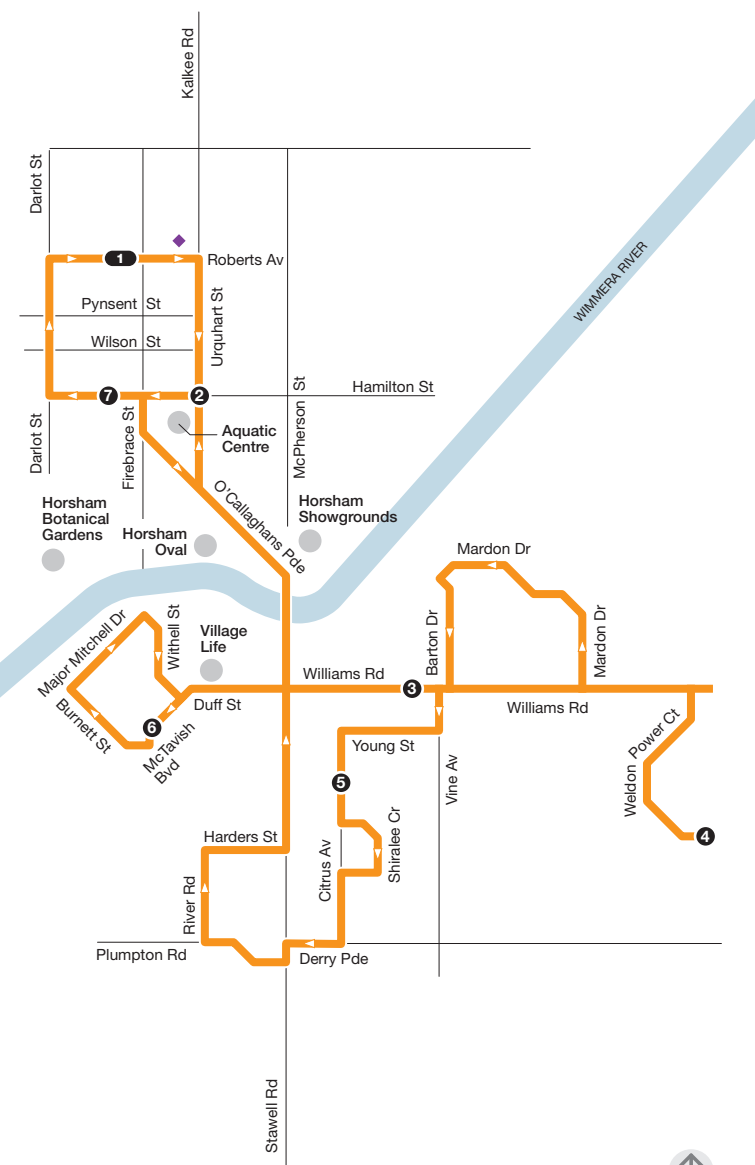 Kalkee Rd
Darlot St
1
Roberts Av
Pynsent St
Urquhart St
Wilson St
WIMMERA RIVER
7
2
Hamilton St
McPherson St
Darlot St
Firebrace St
Aquatic
Centre
O'Callaghans Pde
Horsham
Botanical
Gardens
Horsham
Oval
Horsham
Showgrounds
Mardon Dr
Major Mitchell Dr
Withell St
Village
Life
Barton Dr
Mardon Dr
Williams Rd
3
Duff St
Williams Rd
Burnett St
6
McTavish
Bvd
Young St
Vine Av
Weldon Power Ct
5
4
Harders St
Citrus Av
Shiralee Cr
River Rd
Plumpton Rd
Derry Pde
Stawell Rd